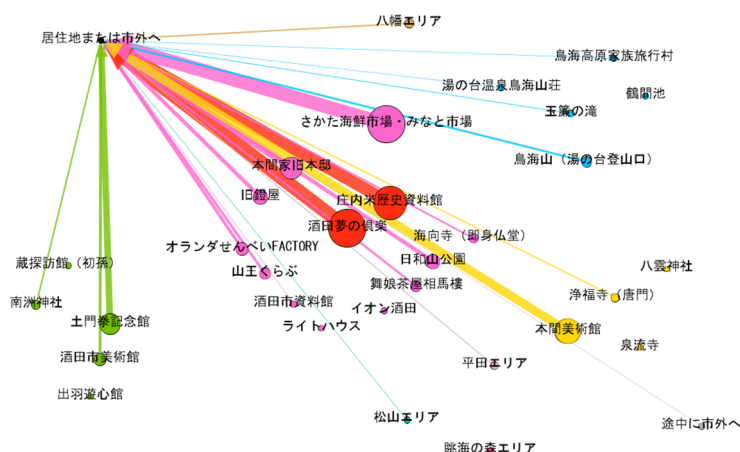 八幡エリア
居住地または市外へ
鳥海高原家族旅行村
湯の台温泉鳥海山荘
鶴間池
玉簾の滝
さかた海鮮市場・みなと市場
鳥海山（湯の台登山口）
本間家旧本邸
旧鐙屋
庄内米歴史資料館
酒田夢の倶楽
海向寺（即身仏堂）
オランダせんべいFACTORY
日和山公園
蔵探訪館（初孫）
山王くらぶ
八雲神社
舞娘茶屋相馬樓
浄福寺（唐門）
南洲神社
酒田市資料館
イオン酒田
土門拳記念館
ライトハウス
本間美術館
泉流寺
酒田市美術館
平田エリア
出羽遊心館
松山エリア
途中に市外へ
眺海の森エリア